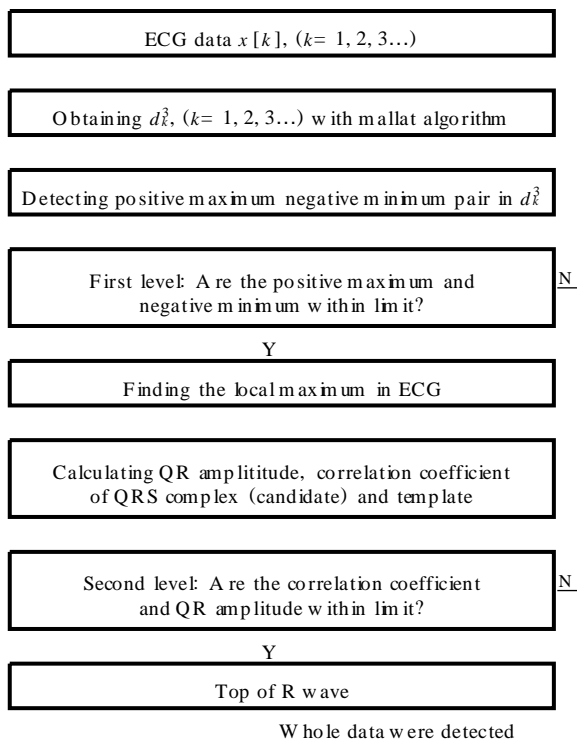 ECG data x [k], (k= 1, 2, 3...)
Obtaining d³ₖ, (k= 1, 2, 3...) with mallat algorithm
Detecting positive maximum negative minimum pair in d³ₖ
First level: Are the positive maximum and
negative minimum within limit?
N
Y
Finding the local maximum in ECG
Calculating QR amplititude, correlation coefficient
of QRS complex (candidate) and template
Second level: Are the correlation coefficient
and QR amplitude within limit?
N
Y
Top of R wave
Whole data were detected